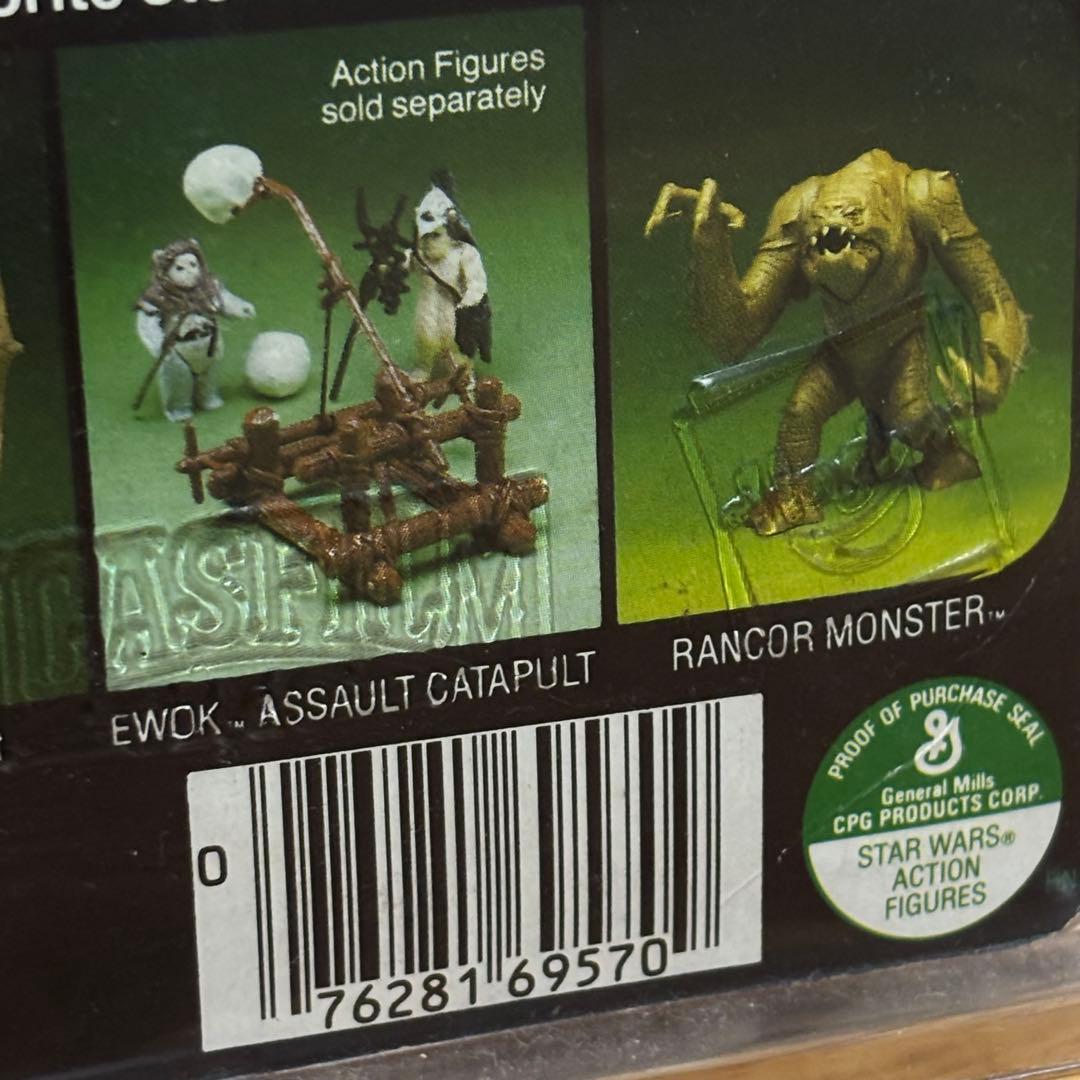 Action Figures
sold separately
EWOK™ ASSAULT CATAPULT
RANCOR MONSTER™
0
76281 69570
PROOF OF PURCHASE SEAL
General Mills
CPG PRODUCTS CORP.
STAR WARS®
ACTION
FIGURES